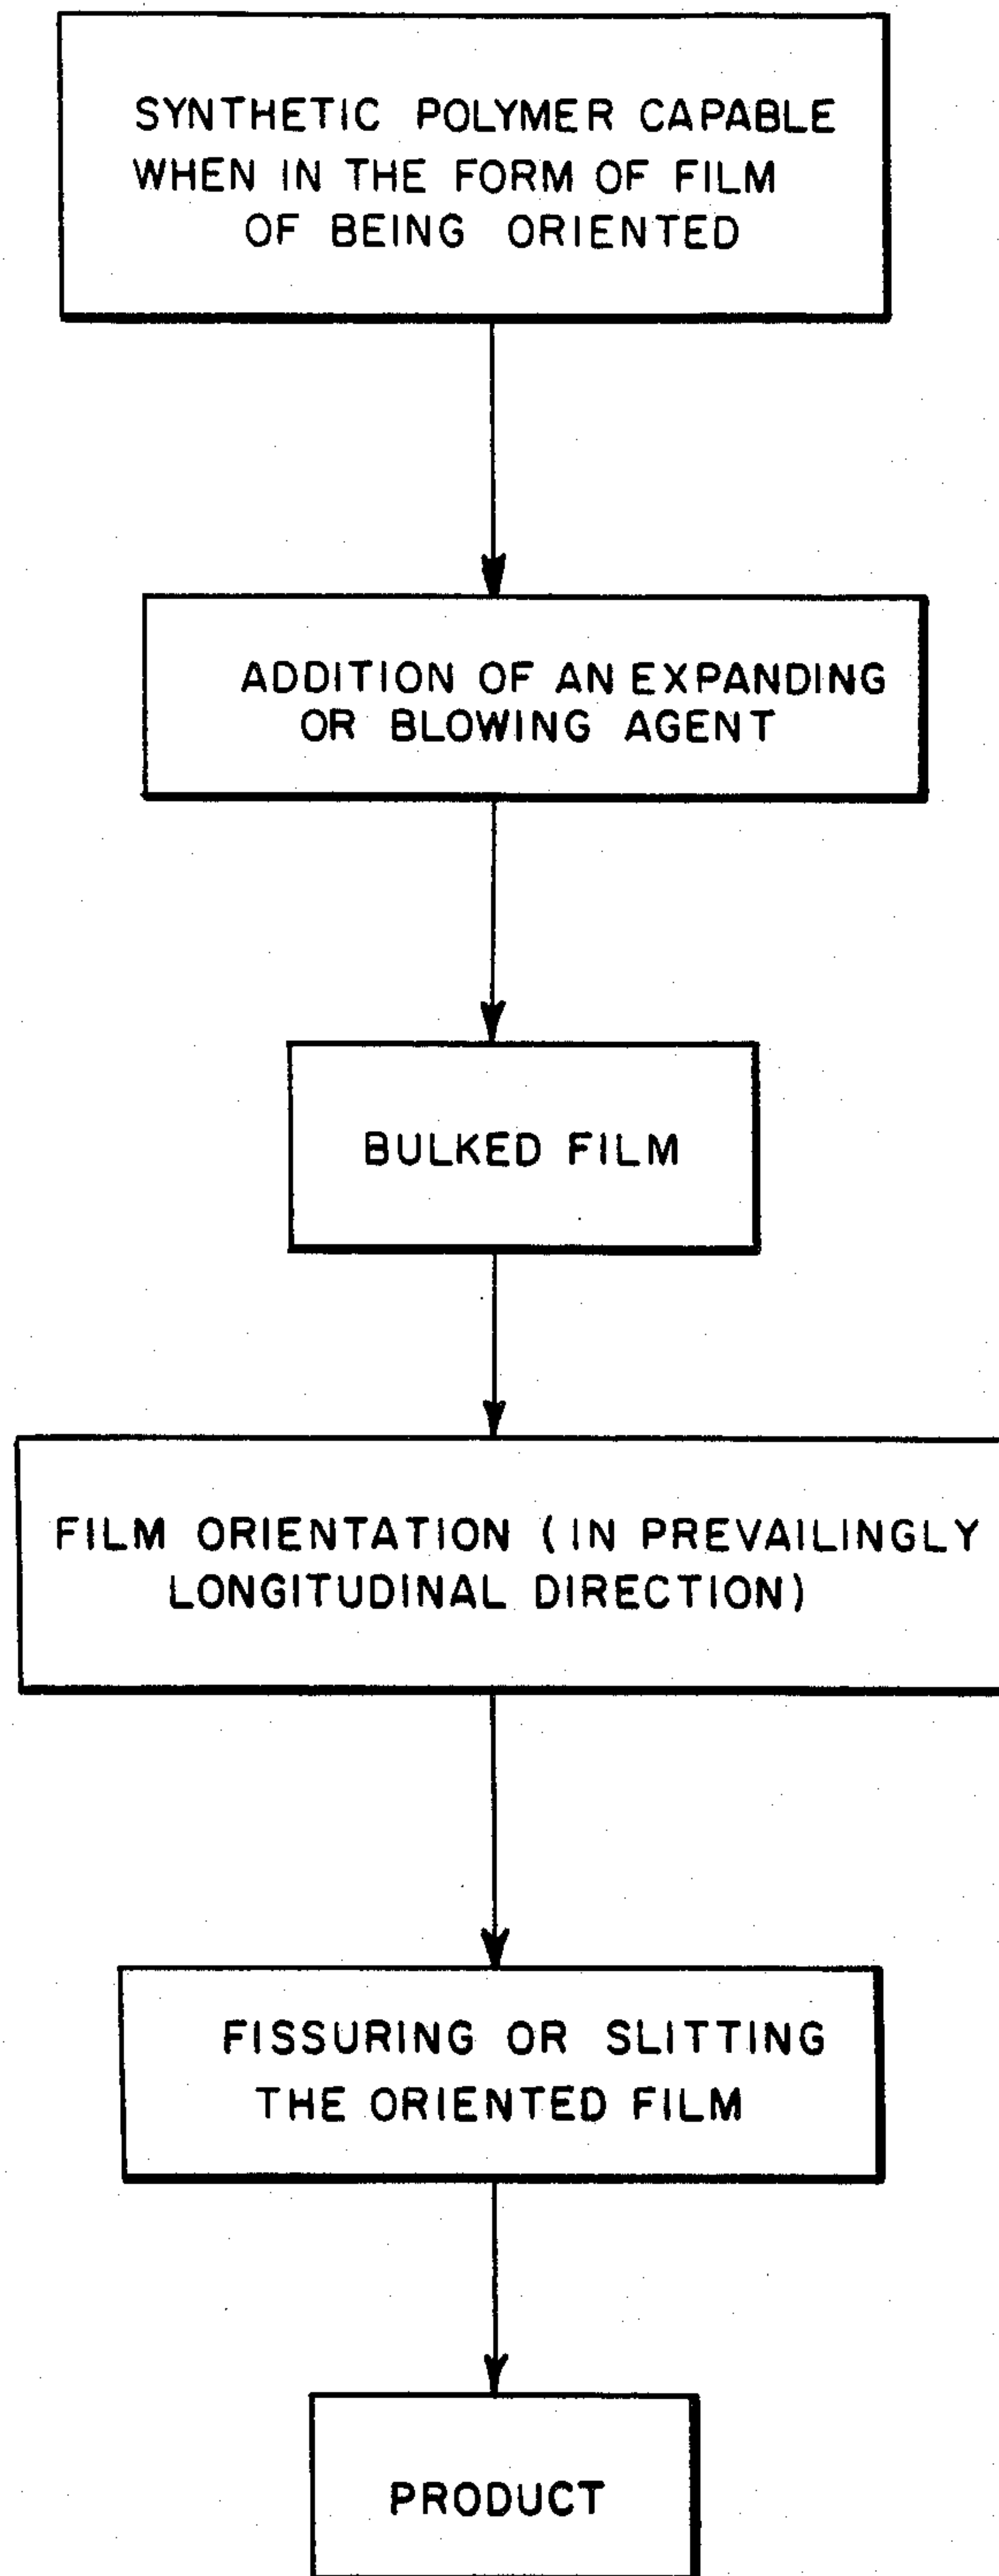 SYNTHETIC POLYMER CAPABLE
WHEN IN THE FORM OF FILM
OF BEING ORIENTED
ADDITION OF AN EXPANDING
OR BLOWING AGENT
BULKED FILM
FILM ORIENTATION (IN PREVAILINGLY
LONGITUDINAL DIRECTION)
FISSURING OR SLITTING
THE ORIENTED FILM
PRODUCT